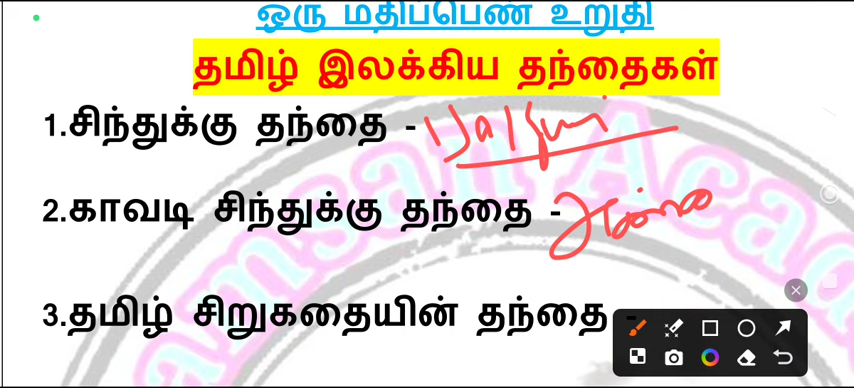 ஒரு மதிப்பெண் உறுதி
தமிழ் இலக்கிய தந்தைகள்
1.சிந்துக்கு தந்தை -
2.காவடி சிந்துக்கு தந்தை -
3.தமிழ் சிறுகதையின் தந்தை -